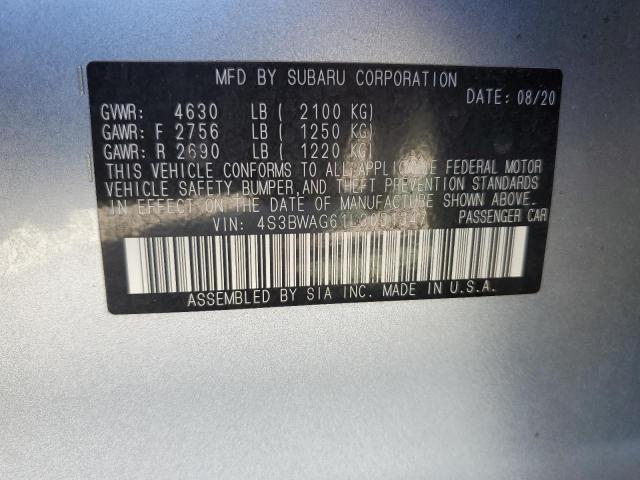 MFD BY SUBARU CORPORATION
DATE: 08/20
GVWR: 4630 LB ( 2100 KG)
GAWR: F 2756 LB ( 1250 KG)
GAWR: R 2690 LB ( 1220 KG)
THIS VEHICLE CONFORMS TO ALL APPLICABLE FEDERAL MOTOR
VEHICLE SAFETY, BUMPER, AND THEFT PREVENTION STANDARDS
IN EFFECT ON THE DATE OF MANUFACTURE SHOWN ABOVE.
VIN:
PASSENGER CAR
ASSEMBLED BY SIA INC. MADE IN U.S.A.